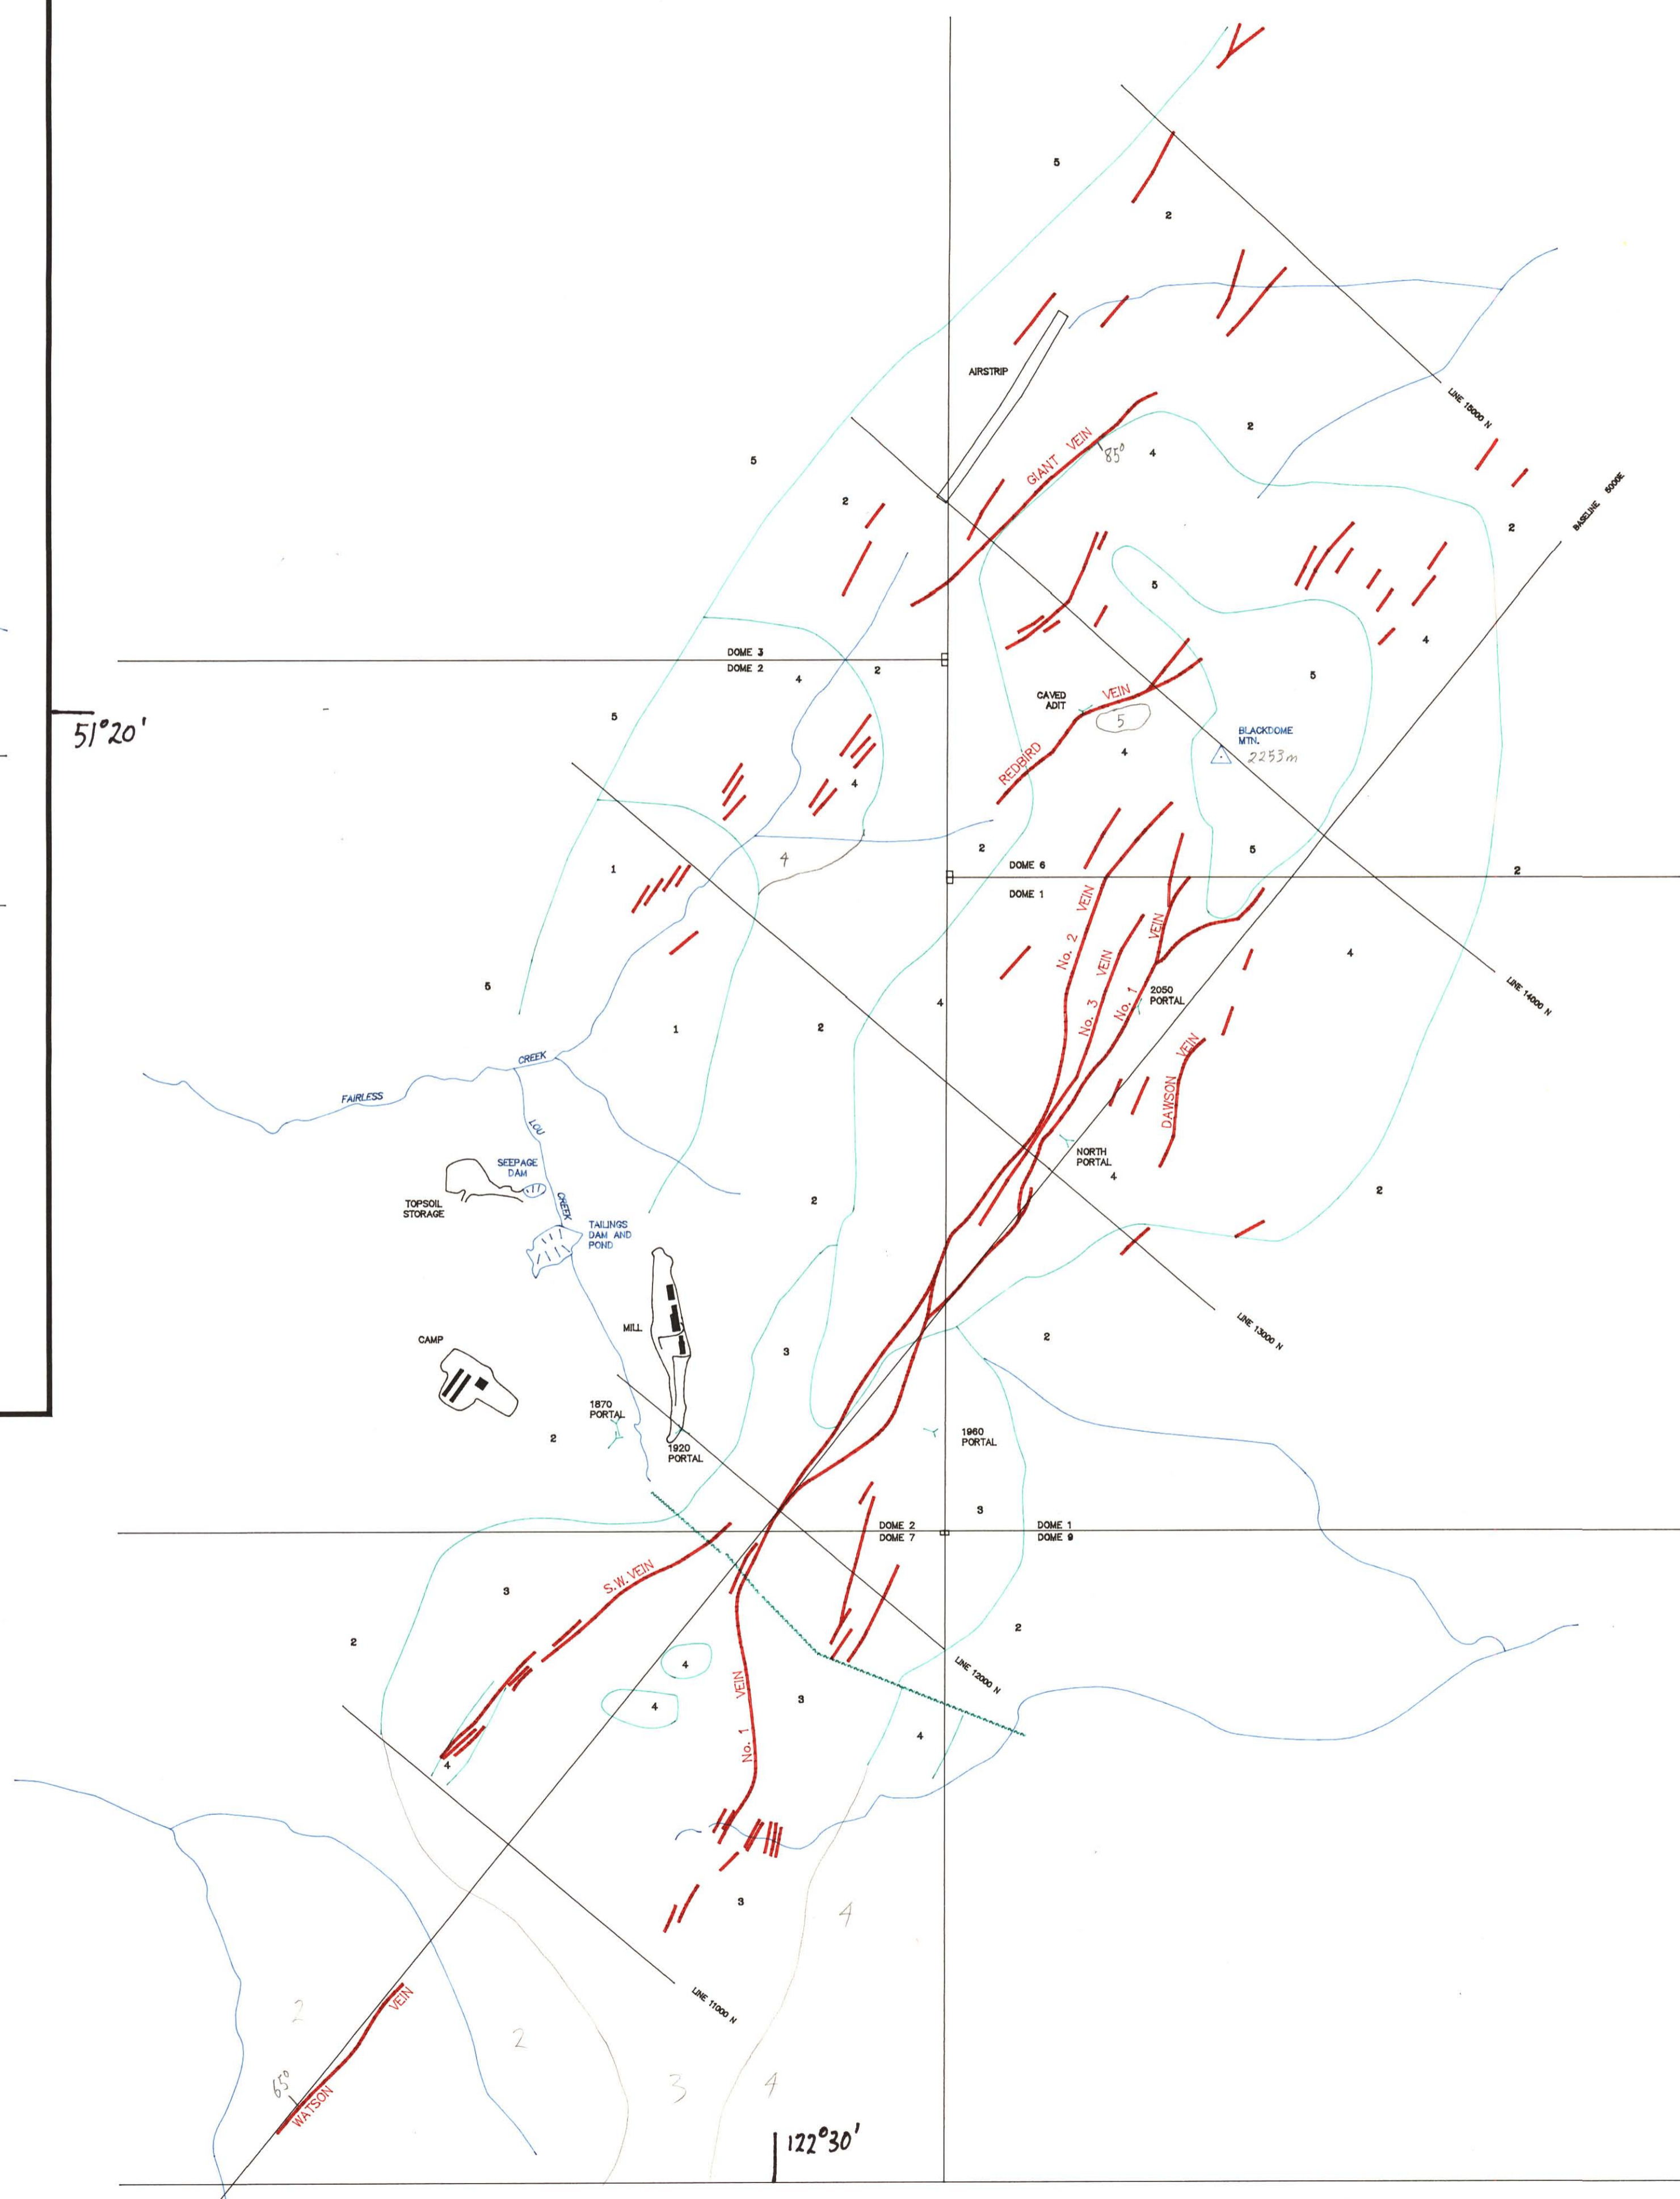 5
2
AIRSTRIP
LINE 15000 N
GIANT VEIN
85°
4
2
5
2
2
BASELINE 5000E
5
4
DOME 3
DOME 2
4
2
5
5
CAVED
ADIT
VEIN
5
REDBIRD
4
BLACKDOME
MTN.
2253m
51°20'
4
4
1
2
5
2
DOME 6
DOME 1
No. 2 VEIN
No. 3 VEIN
No. 1 VEIN
4
5
4
2050
PORTAL
LINE 14000 N
1
2
FAIRLESS CREEK
LOU CREEK
DAWSON VEIN
SEEPAGE
DAM
TOPSOIL
STORAGE
NORTH
PORTAL
4
2
2
TAILINGS
DAM AND
POND
MILL
CAMP
3
2
LINE 13000 N
1870
PORTAL
2
1920
PORTAL
1960
PORTAL
3
DOME 2
DOME 7
DOME 1
DOME 9
S.W. VEIN
3
2
2
4
4
3
LINE 12000 N
No. 1 VEIN
4
4
3
4
LINE 11000 N
2
2
WATSON VEIN
65°
3
4
122°30'